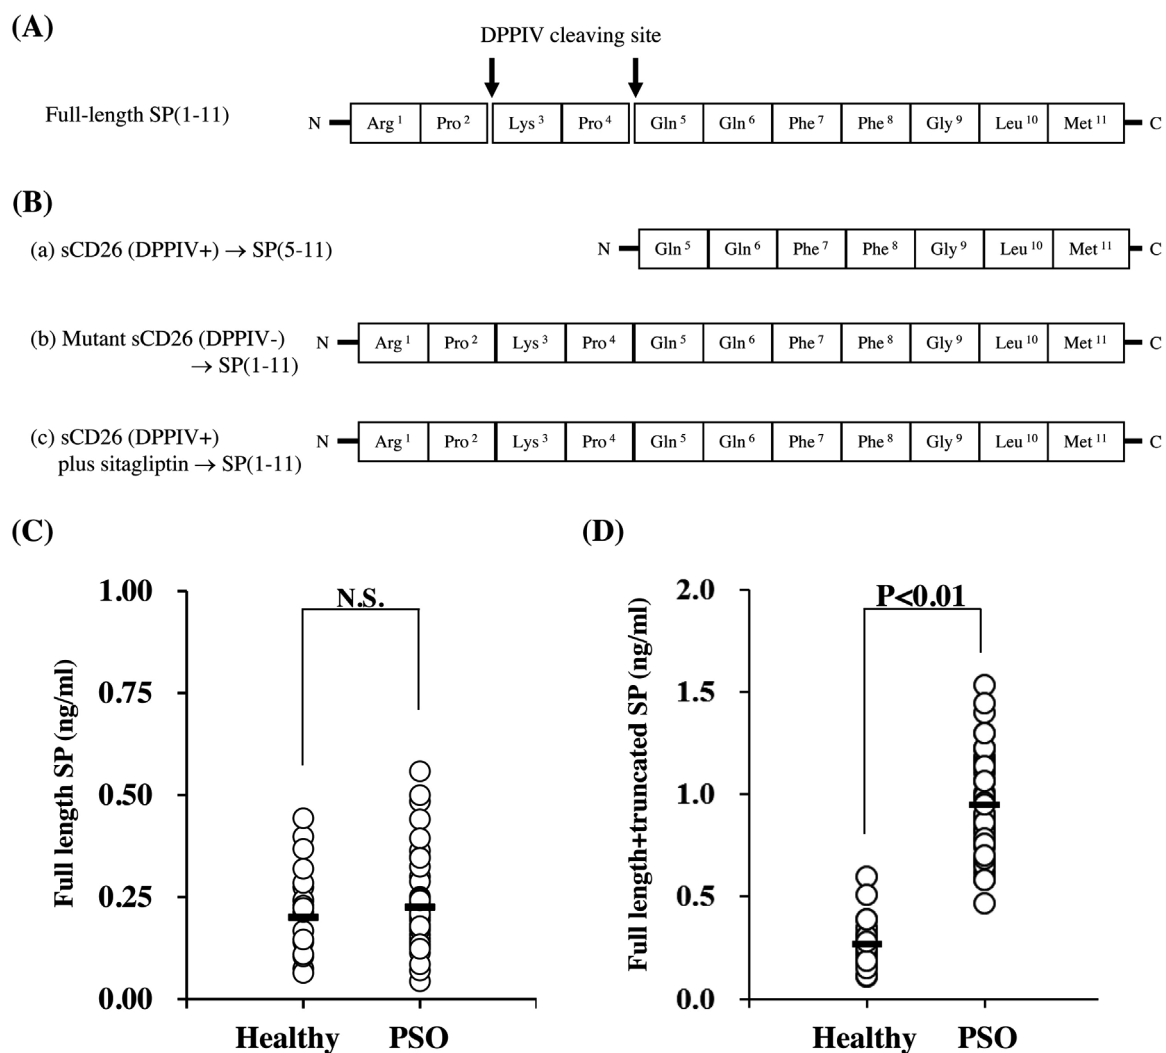 (A)
DPPIV cleaving site
Full-length SP(1-11)
N Arg 1 Pro 2 Lys 3 Pro 4 Gln 5 Gln 6 Phe 7 Phe 8 Gly 9 Leu 10 Met 11 C
(B)
(a) sCD26 (DPPIV+) → SP(5-11)
N Gln 5 Gln 6 Phe 7 Phe 8 Gly 9 Leu 10 Met 11 C
(b) Mutant sCD26 (DPPIV-)
→ SP(1-11)
N Arg 1 Pro 2 Lys 3 Pro 4 Gln 5 Gln 6 Phe 7 Phe 8 Gly 9 Leu 10 Met 11 C
(c) sCD26 (DPPIV+)
plus sitagliptin → SP(1-11)
N Arg 1 Pro 2 Lys 3 Pro 4 Gln 5 Gln 6 Phe 7 Phe 8 Gly 9 Leu 10 Met 11 C
(C)
Full length SP (ng/ml)
1.00
0.75
0.50
0.25
0.00
N.S.
Healthy PSO
(D)
Full length+truncated SP (ng/ml)
2.0
1.5
1.0
0.5
0.0
P<0.01
Healthy PSO